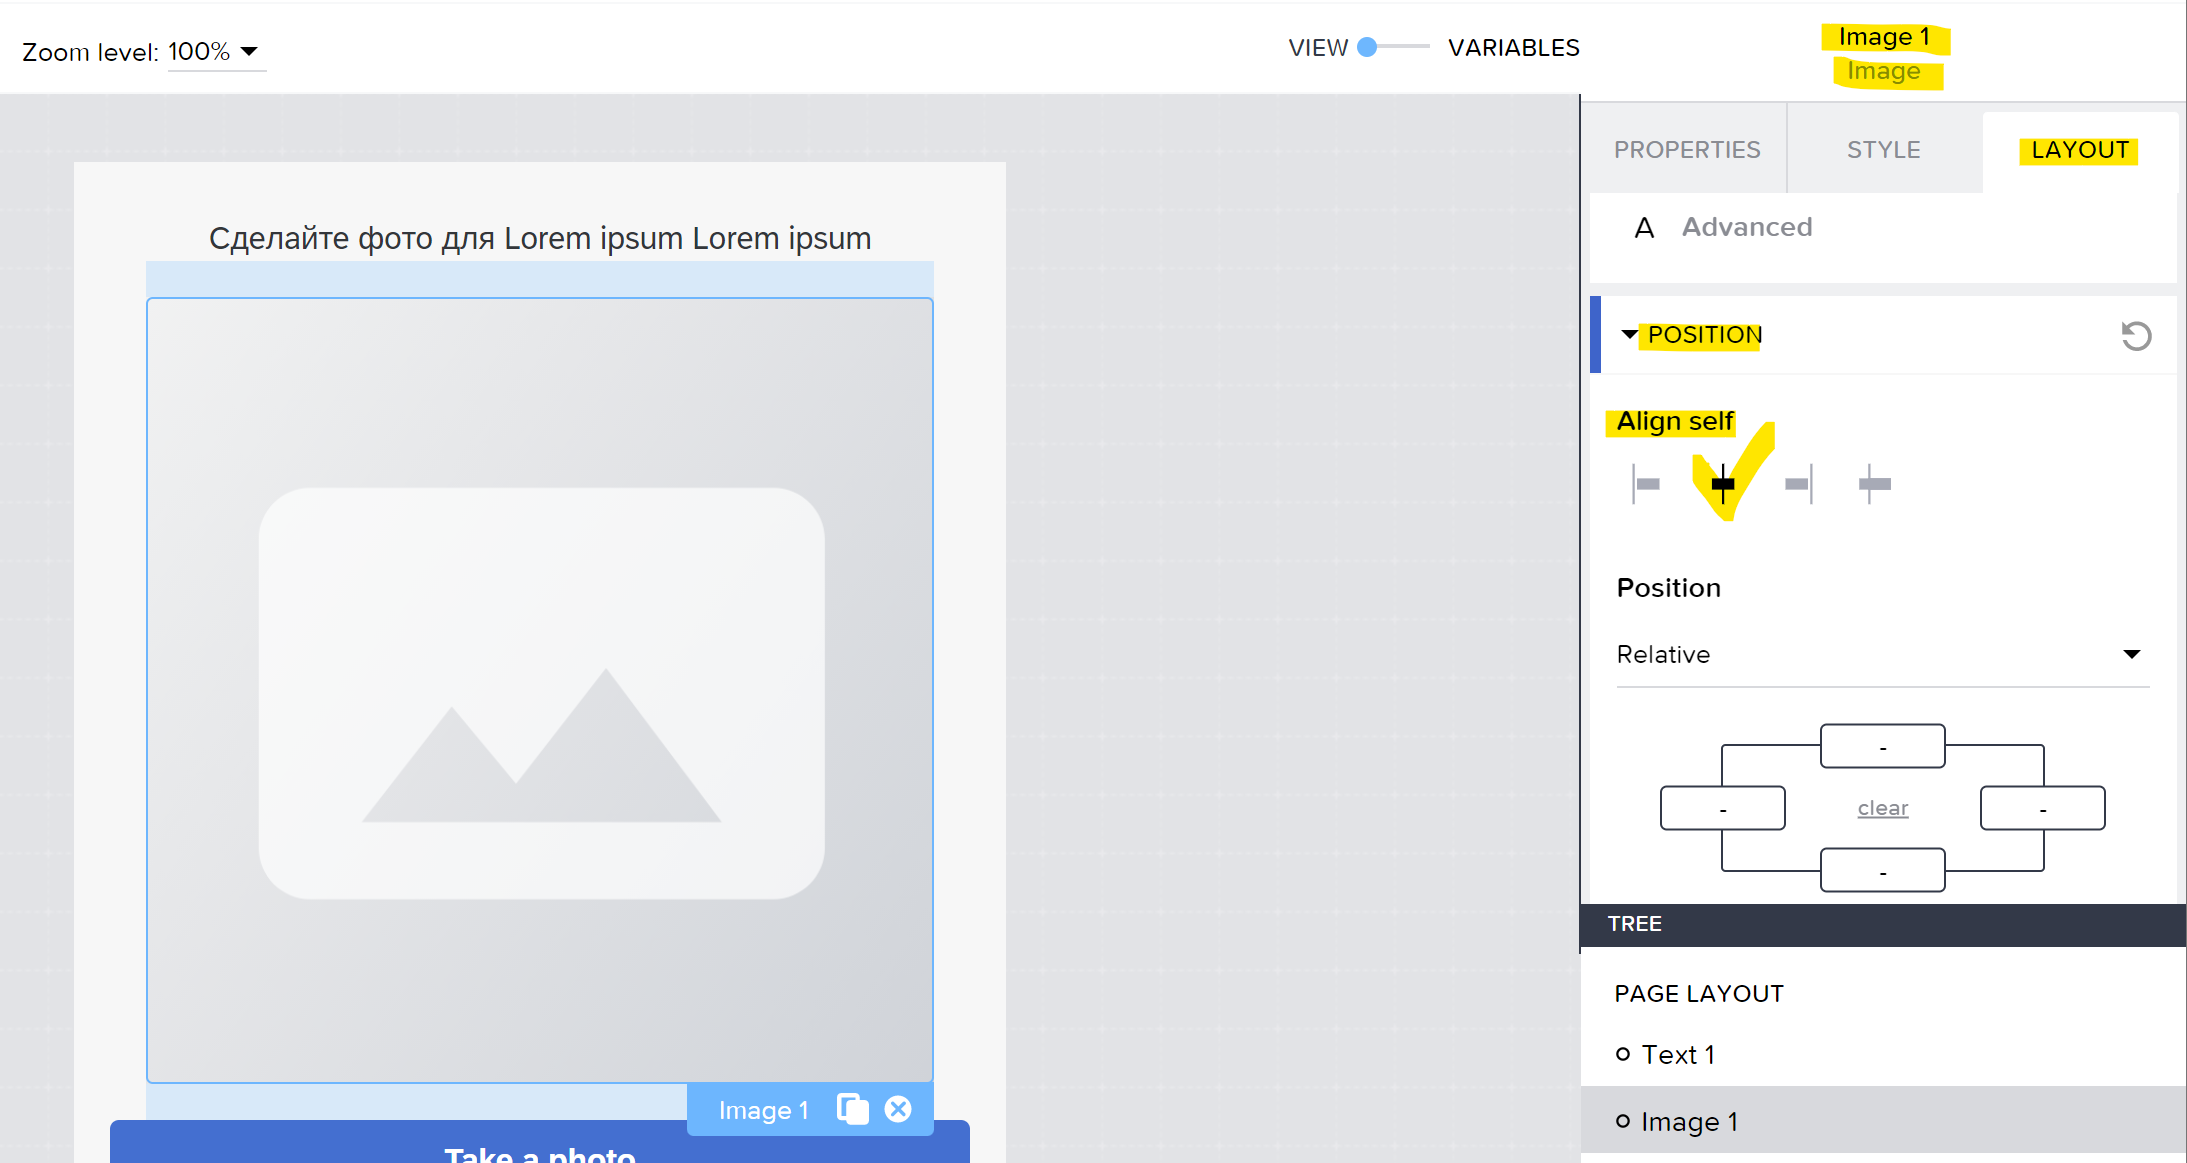 Zoom level: 100%
VIEW VARIABLES
Image 1
Image
PROPERTIES STYLE LAYOUT
A Advanced
POSITION
Align self
Position
Relative
-
- clear -
-
TREE
PAGE LAYOUT
Text 1
Image 1
Сделайте фото для Lorem ipsum Lorem ipsum
Image 1
Take a photo